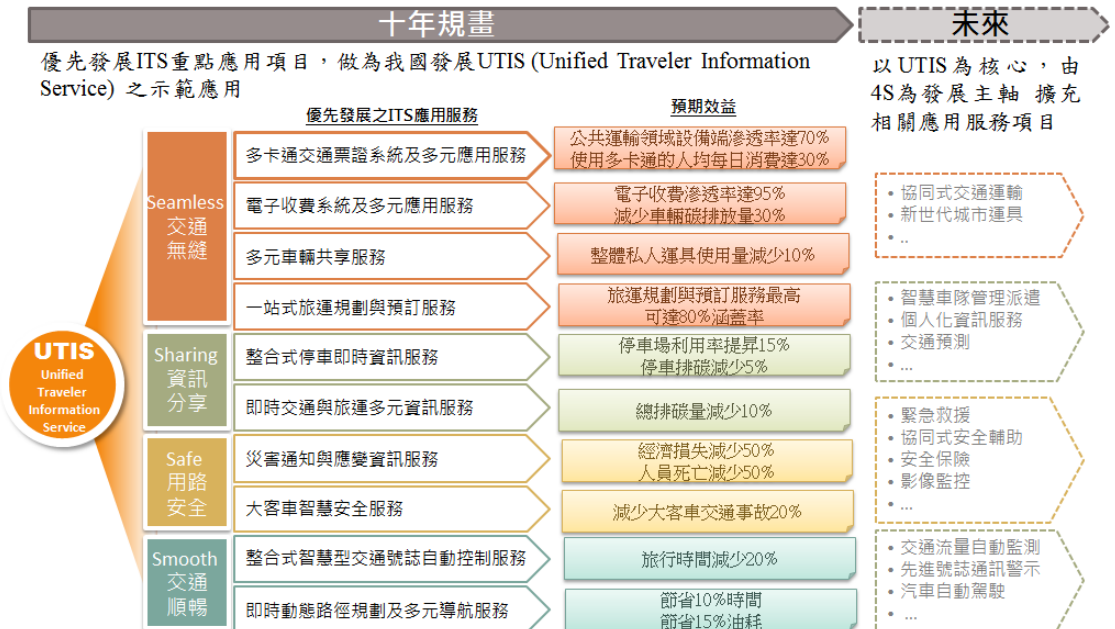 十年規畫
未來
優先發展ITS重點應用項目，做為我國發展UTIS (Unified Traveler Information
Service) 之示範應用
以UTIS為核心，由
4S為發展主軸 擴充
相關應用服務項目
優先發展之ITS應用服務
預期效益
UTIS
Unified
Traveler
Information
Service
Seamless
交通
無縫
多卡通交通票證系統及多元應用服務
公共運輸領域設備端滲透率達70%
使用多卡通的人均每日消費達30%
電子收費系統及多元應用服務
電子收費滲透率達95%
減少車輛碳排放量30%
多元車輛共享服務
整體私人運具使用量減少10%
一站式旅運規劃與預訂服務
旅運規劃與預訂服務最高
可達80%涵蓋率
• 協同式交通運輸
• 新世代城市運具
• ..
Sharing
資訊
分享
整合式停車即時資訊服務
停車場利用率提昇15%
停車排碳減少5%
即時交通與旅運多元資訊服務
總排碳量減少10%
• 智慧車隊管理派遣
• 個人化資訊服務
• 交通預測
• ...
Safe
用路
安全
災害通知與應變資訊服務
經濟損失減少50%
人員死亡減少50%
大客車智慧安全服務
減少大客車交通事故20%
• 緊急救援
• 協同式安全輔助
• 安全保險
• 影像監控
• ...
Smooth
交通
順暢
整合式智慧型交通號誌自動控制服務
旅行時間減少20%
即時動態路徑規劃及多元導航服務
節省10%時間
節省15%油耗
• 交通流量自動監測
• 先進號誌通訊警示
• 汽車自動駕駛
• ...